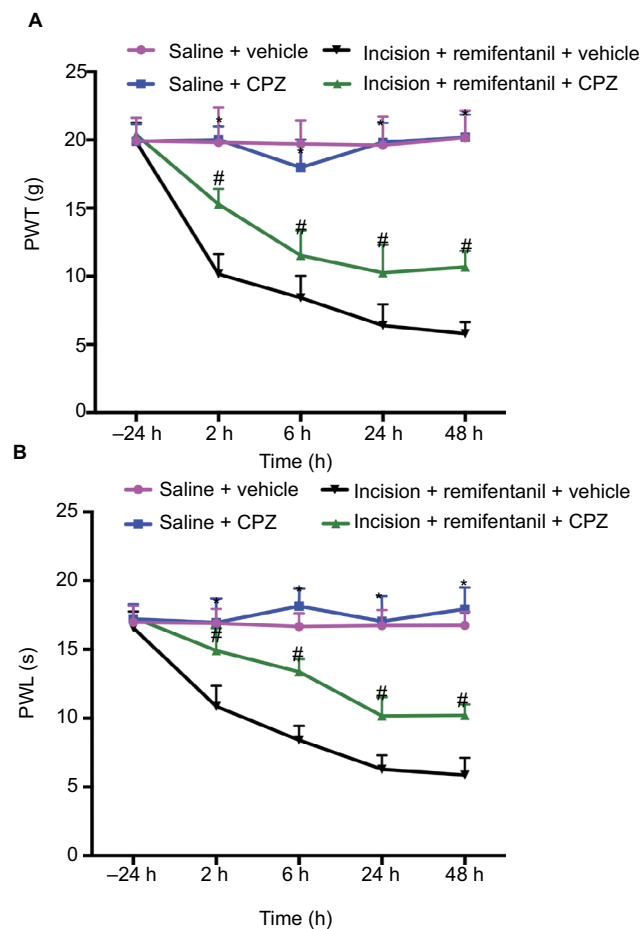 A
Saline + vehicle Incision + remifentanil + vehicle
Saline + CPZ Incision + remifentanil + CPZ
25
20
15
10
5
0
PWT (g)
* * * *
# # # #
–24 h 2 h 6 h 24 h 48 h
Time (h)
B
Saline + vehicle Incision + remifentanil + vehicle
Saline + CPZ Incision + remifentanil + CPZ
25
20
15
10
5
0
PWL (s)
* * * *
# # # #
–24 h 2 h 6 h 24 h 48 h
Time (h)